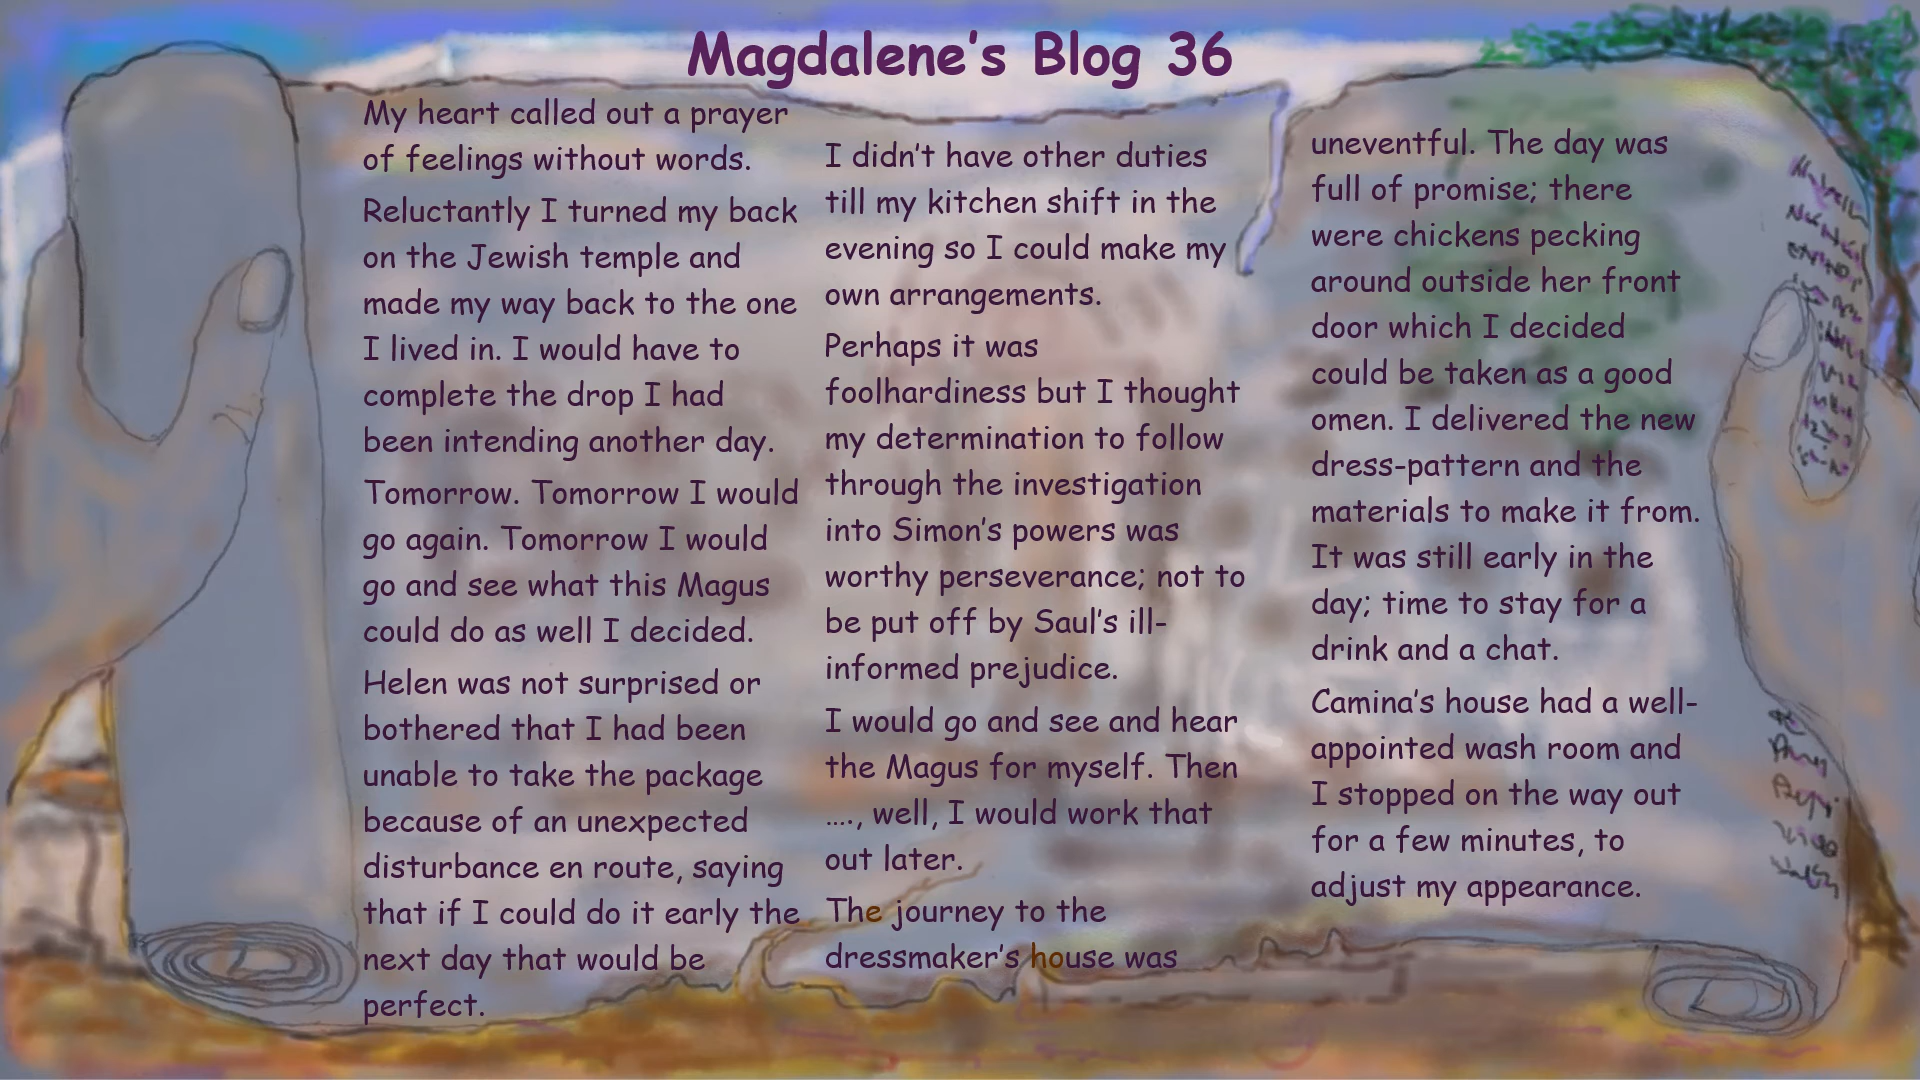 Magdalene's Blog 36
My heart called out a prayer
of feelings without words.
Reluctantly I turned my back
on the Jewish temple and
made my way back to the one
I lived in. I would have to
complete the drop I had
been intending another day.
Tomorrow. Tomorrow I would
go again. Tomorrow I would
go and see what this Magus
could do as well I decided.
Helen was not surprised or
bothered that I had been
unable to take the package
because of an unexpected
disturbance en route, saying
that if I could do it early the
next day that would be
perfect.
I didn't have other duties
till my kitchen shift in the
evening so I could make my
own arrangements.
Perhaps it was
foolhardiness but I thought
my determination to follow
through the investigation
into Simon's powers was
worthy perseverance; not to
be put off by Saul's ill-
informed prejudice.
I would go and see and hear
the Magus for myself. Then
…., well, I would work that
out later.
The journey to the
dressmaker's house was
uneventful. The day was
full of promise; there
were chickens pecking
around outside her front
door which I decided
could be taken as a good
omen. I delivered the new
dress-pattern and the
materials to make it from.
It was still early in the
day; time to stay for a
drink and a chat.
Camina's house had a well-
appointed wash room and
I stopped on the way out
for a few minutes, to
adjust my appearance.